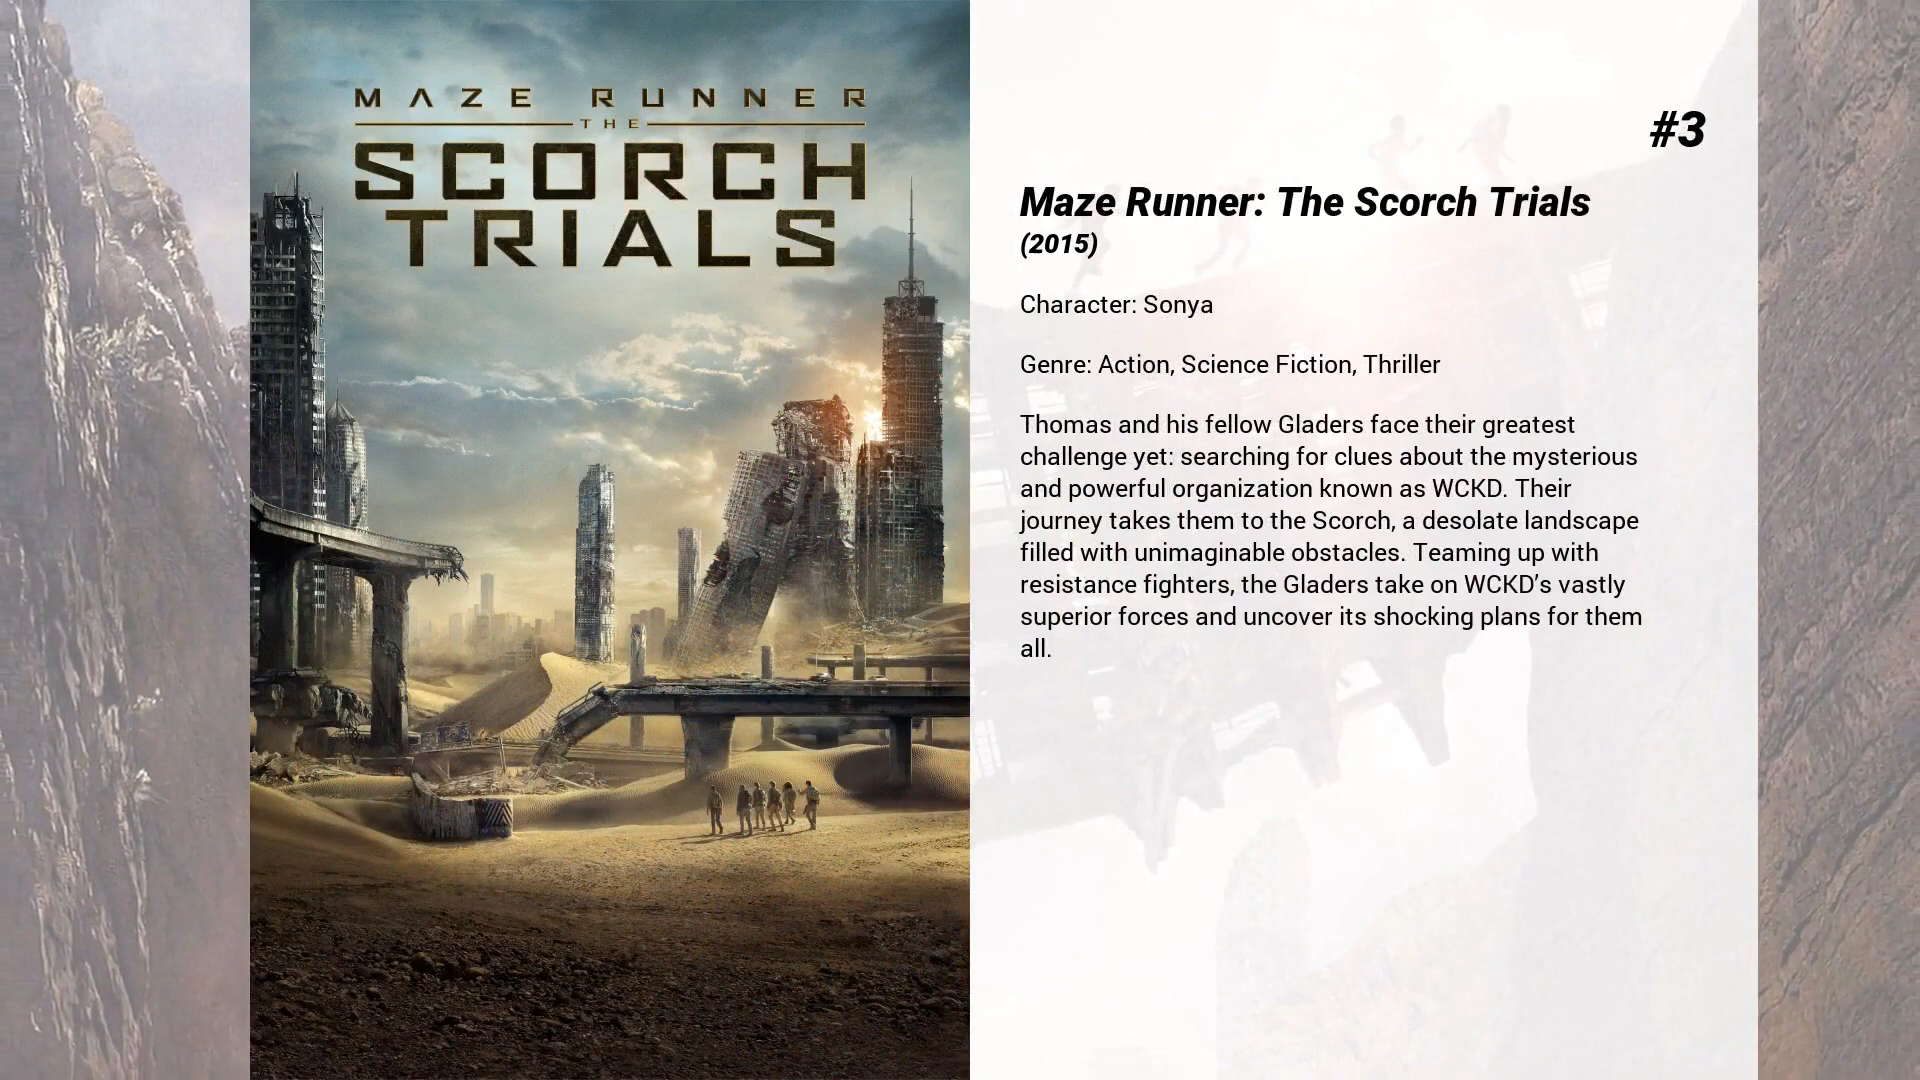 MAZE RUNNER
THE
SCORCH
TRIALS
#3
Maze Runner: The Scorch Trials
(2015)
Character: Sonya
Genre: Action, Science Fiction, Thriller
Thomas and his fellow Gladers face their greatest
challenge yet: searching for clues about the mysterious
and powerful organization known as WCKD. Their
journey takes them to the Scorch, a desolate landscape
filled with unimaginable obstacles. Teaming up with
resistance fighters, the Gladers take on WCKD’s vastly
superior forces and uncover its shocking plans for them
all.